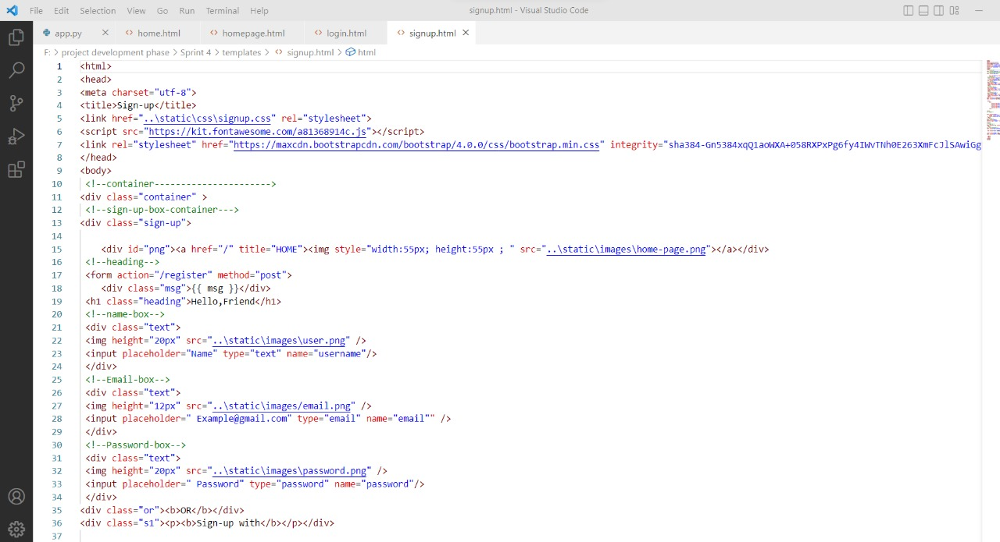 File Edit Selection View Go Run Terminal Help signup.html - Visual Studio Code
app.py home.html homepage.html login.html signup.html
F: > project development phase > Sprint 4 > templates > signup.html > html
1 <html>
2 <head>
3 <meta charset="utf-8">
4 <title>Sign-up</title>
5 <link href="..\static\css\signup.css" rel="stylesheet">
6 <script src="https://kit.fontawesome.com/a81368914c.js"></script>
7 <link rel="stylesheet" href="https://maxcdn.bootstrapcdn.com/bootstrap/4.0.0/css/bootstrap.min.css" integrity="sha384-Gn5384xqQ1aoWXA+058RXPxPg6fy4IWvTNh0E263XmFcJlSAwiGg
8 </head>
9 <body>
10 <!--container---------------------->
11 <div class="container" >
12 <!--sign-up-box-container--->
13 <div class="sign-up">
14
15 <div id="png"><a href="/" title="HOME"><img style="width:55px; height:55px ; " src="..\static\images\home-page.png"></a></div>
16 <!--heading-->
17 <form action="/register" method="post">
18 <div class="msg">{{ msg }}</div>
19 <h1 class="heading">Hello,Friend</h1>
20 <!--name-box-->
21 <div class="text">
22 <img height="20px" src="..\static\images\user.png" />
23 <input placeholder="Name" type="text" name="username"/>
24 </div>
25 <!--Email-box-->
26 <div class="text">
27 <img height="12px" src="..\static\images/email.png" />
28 <input placeholder=" Example@gmail.com" type="email" name="email"" />
29 </div>
30 <!--Password-box-->
31 <div class="text">
32 <img height="20px" src="..\static\images\password.png" />
33 <input placeholder=" Password" type="password" name="password"/>
34 </div>
35 <div class="or"><b>OR</b></div>
36 <div class="s1"><p><b>Sign-up with</b></p></div>
37